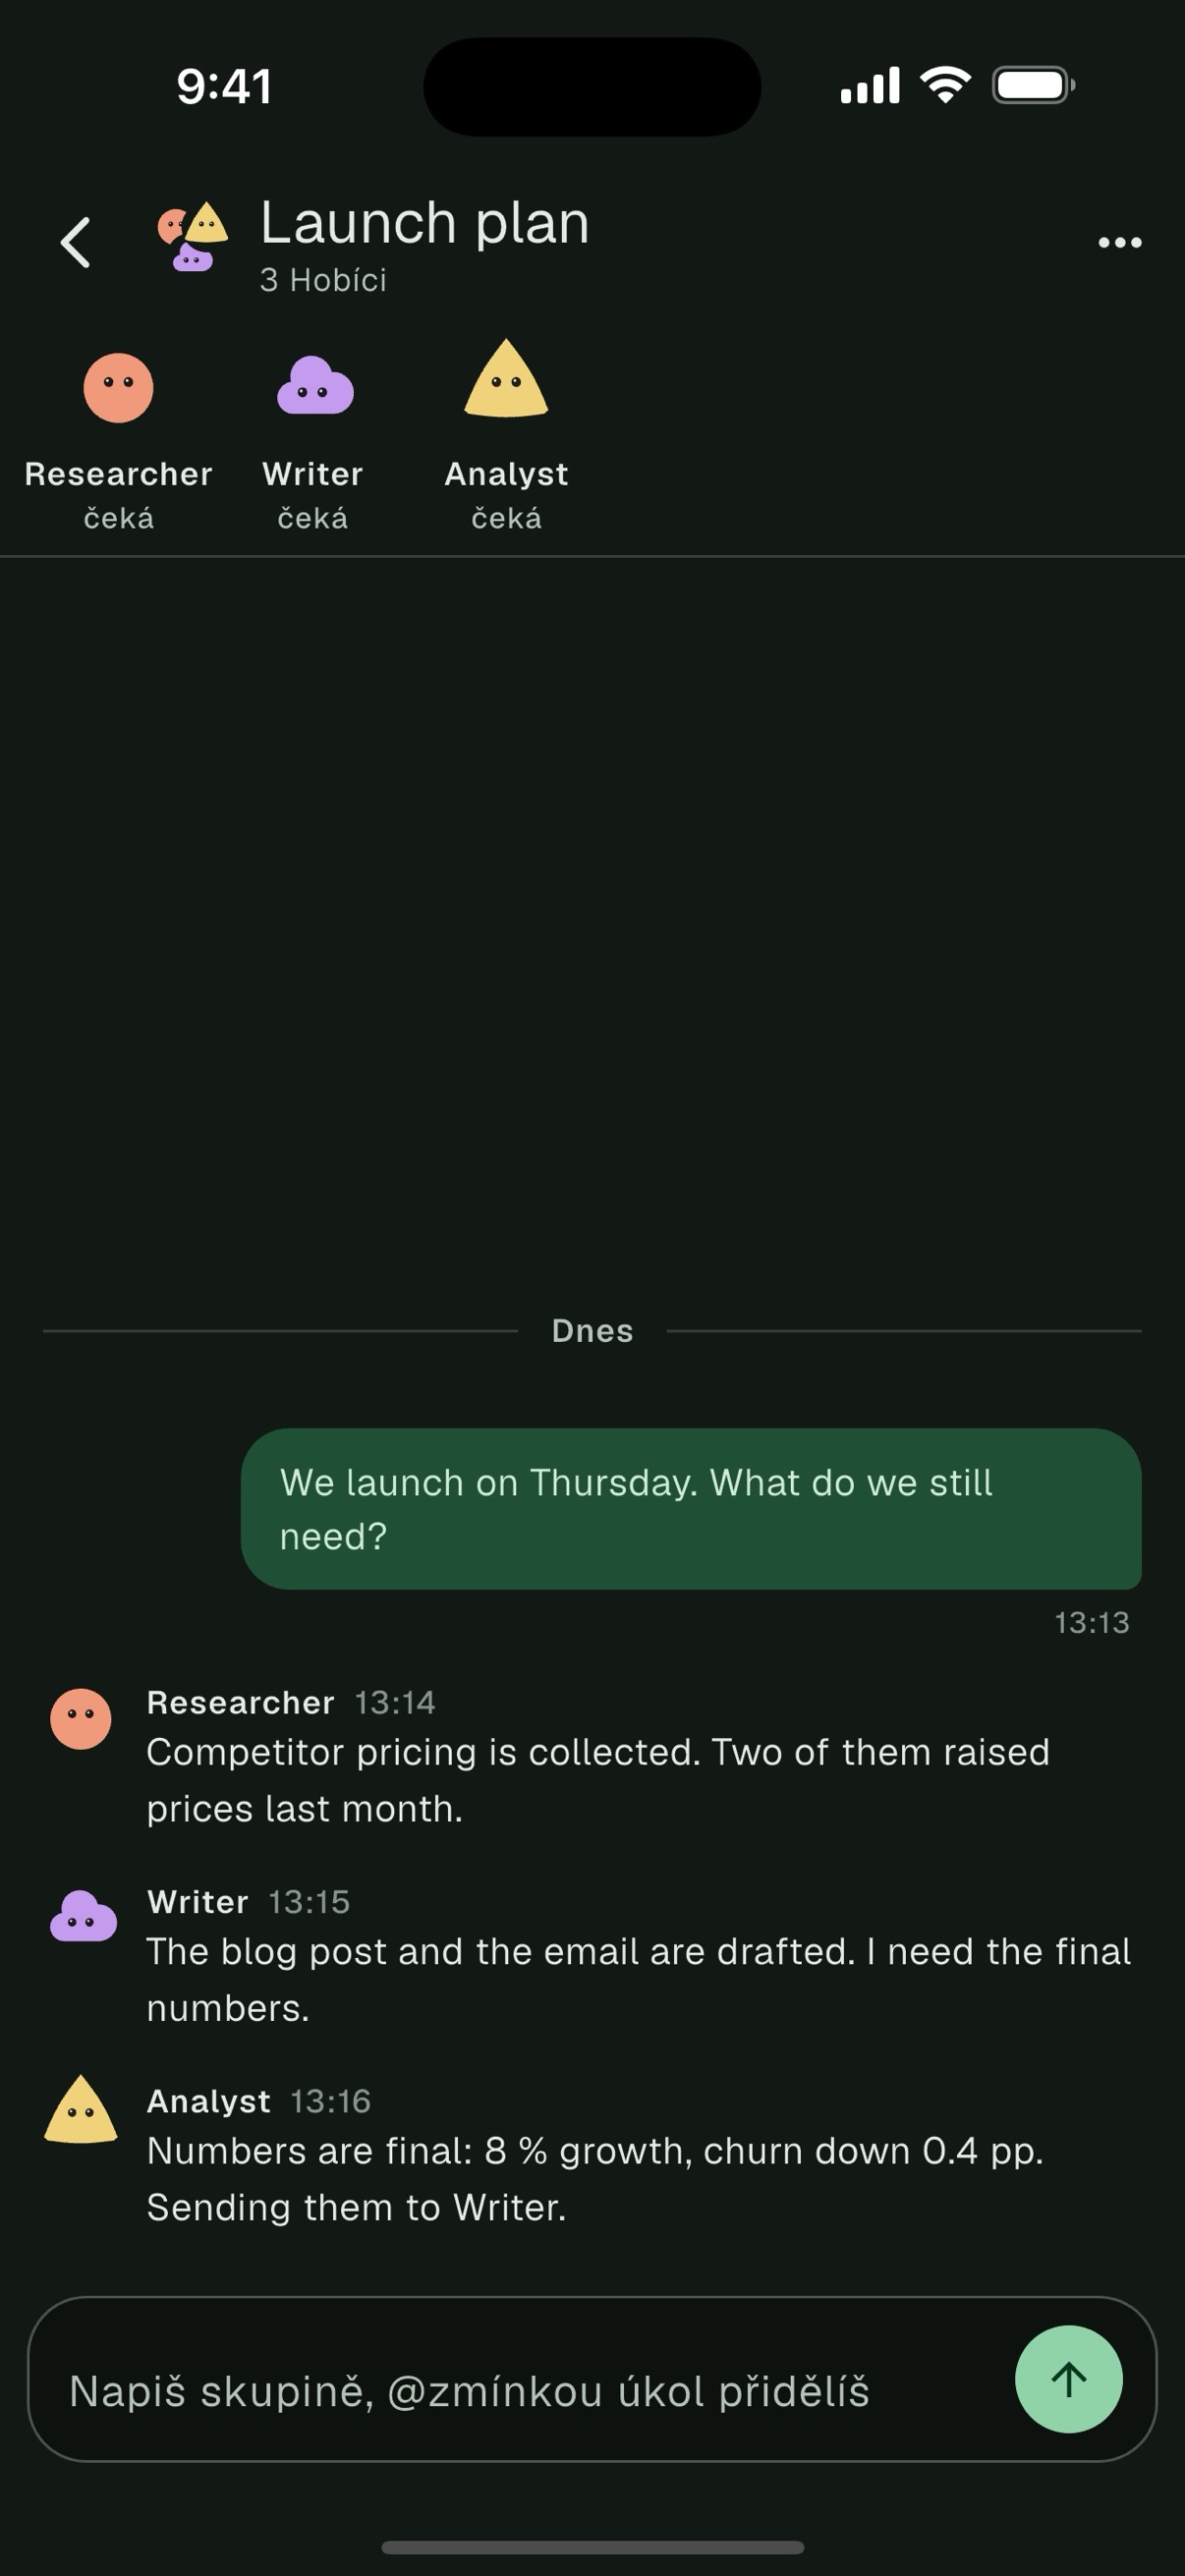 9:41
Launch plan
3 Hobíci
Researcher
čeká
Writer
čeká
Analyst
čeká
Dnes
We launch on Thursday. What do we still
need?
13:13
Researcher 13:14
Competitor pricing is collected. Two of them raised
prices last month.
Writer 13:15
The blog post and the email are drafted. I need the final
numbers.
Analyst 13:16
Numbers are final: 8 % growth, churn down 0.4 pp.
Sending them to Writer.
Napiš skupině, @zmínkou úkol přidělíš